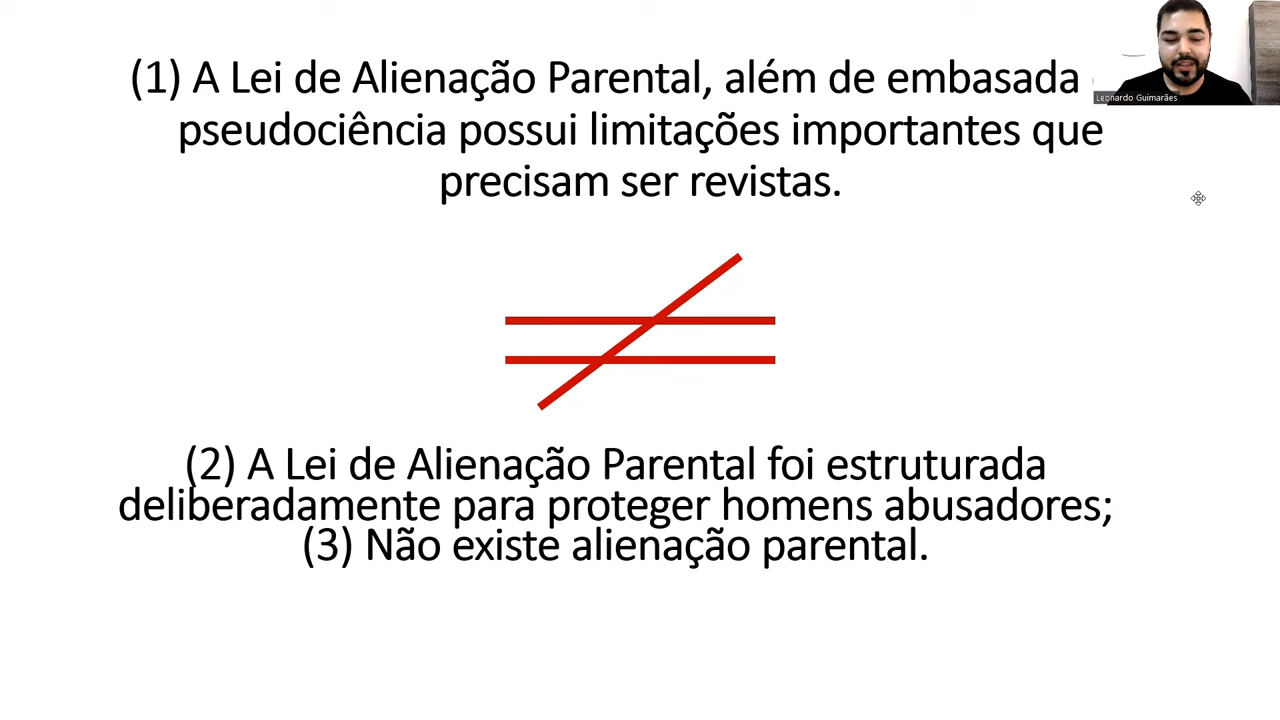 (1) A Lei de Alienação Parental, além de embasada
pseudociência possui limitações importantes que
precisam ser revistas.
Leonardo Guimarães
(2) A Lei de Alienação Parental foi estruturada
deliberadamente para proteger homens abusadores;
(3) Não existe alienação parental.